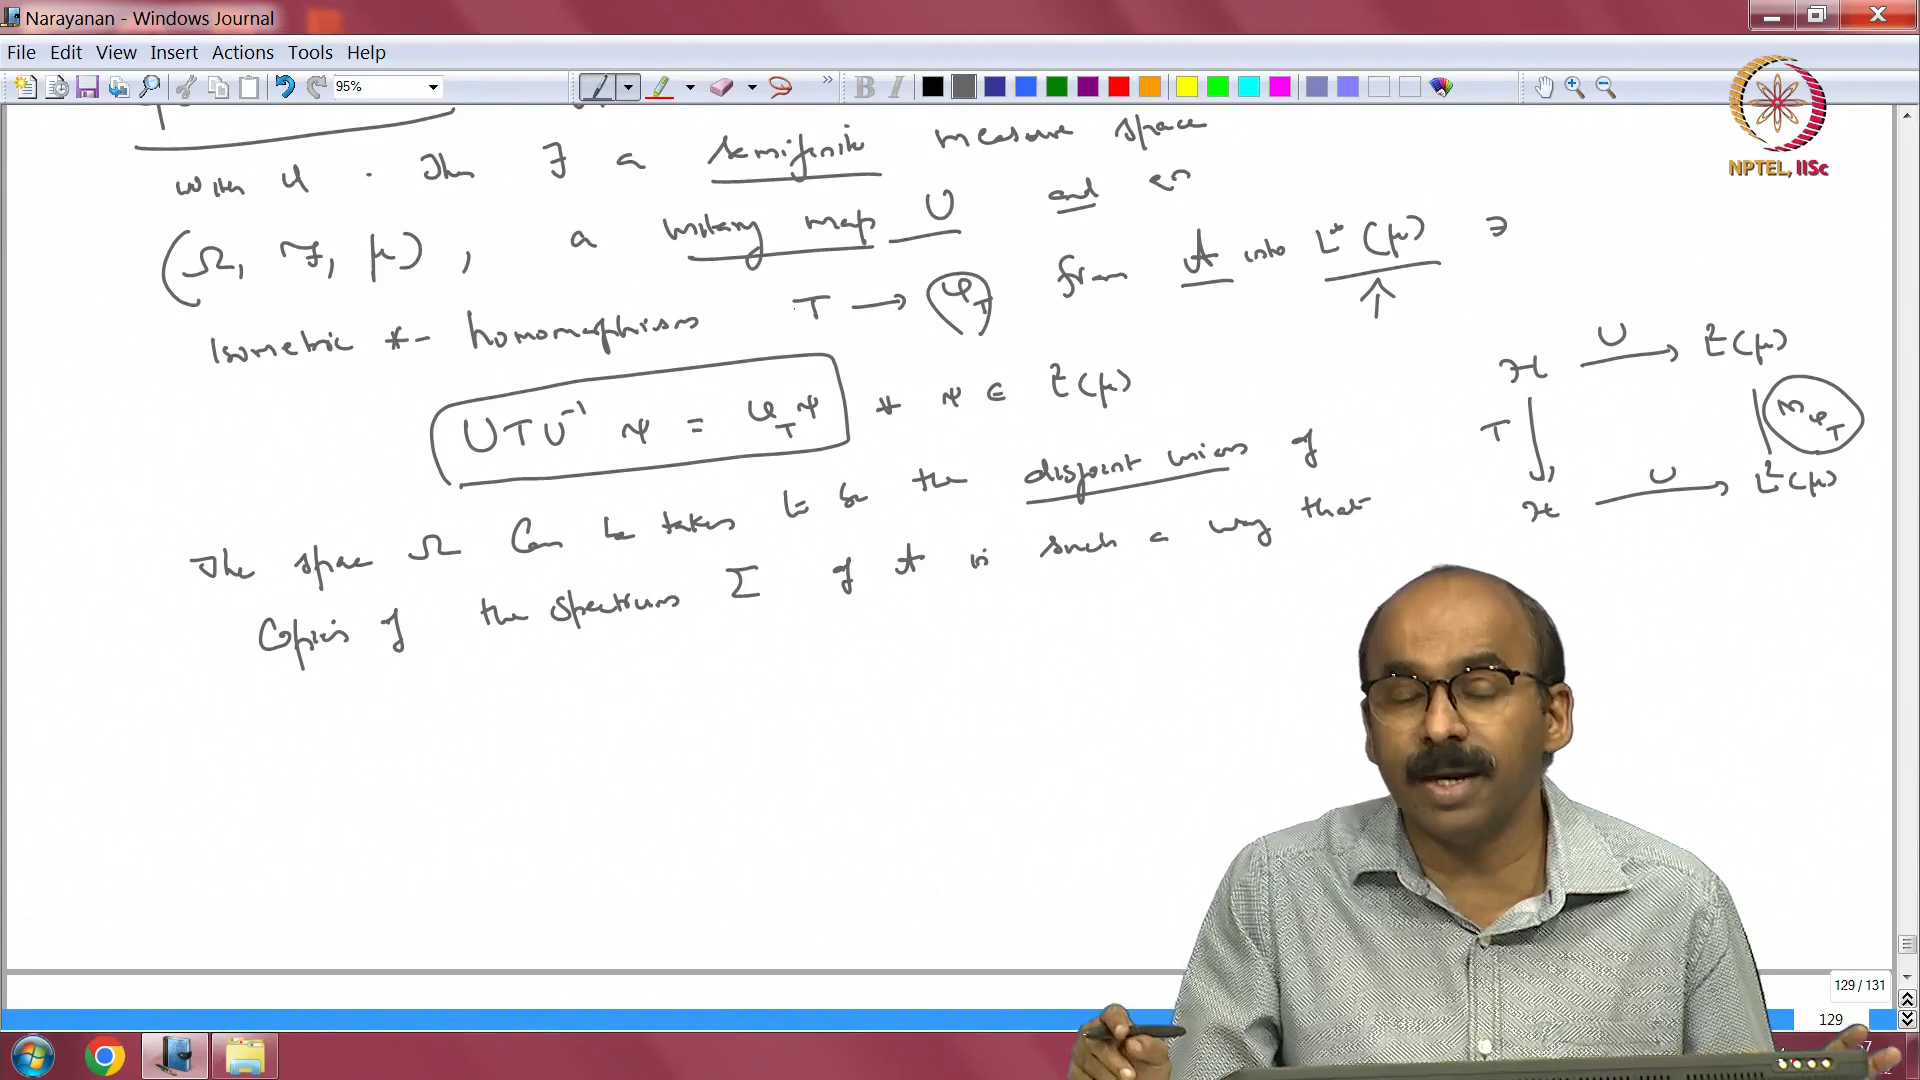 Narayanan - Windows Journal
File Edit View Insert Actions Tools Help
95%
B I
NPTEL, IISc
with 1. Then ∃ a semifinite measure space
(Ω, ℱ, μ), a unitary map U and an
Isometric *- homomorphism T → φ_T from A into L^∞(μ) ∋
U T U⁻¹ ψ = φ_T ψ ∀ ψ ∈ L²(μ)
H U L²(μ)
T M_φ_T
H U L²(μ)
The space Ω can be taken to be the disjoint union of
Copies of the spectrum Σ of A in such a way that
129 / 131
129